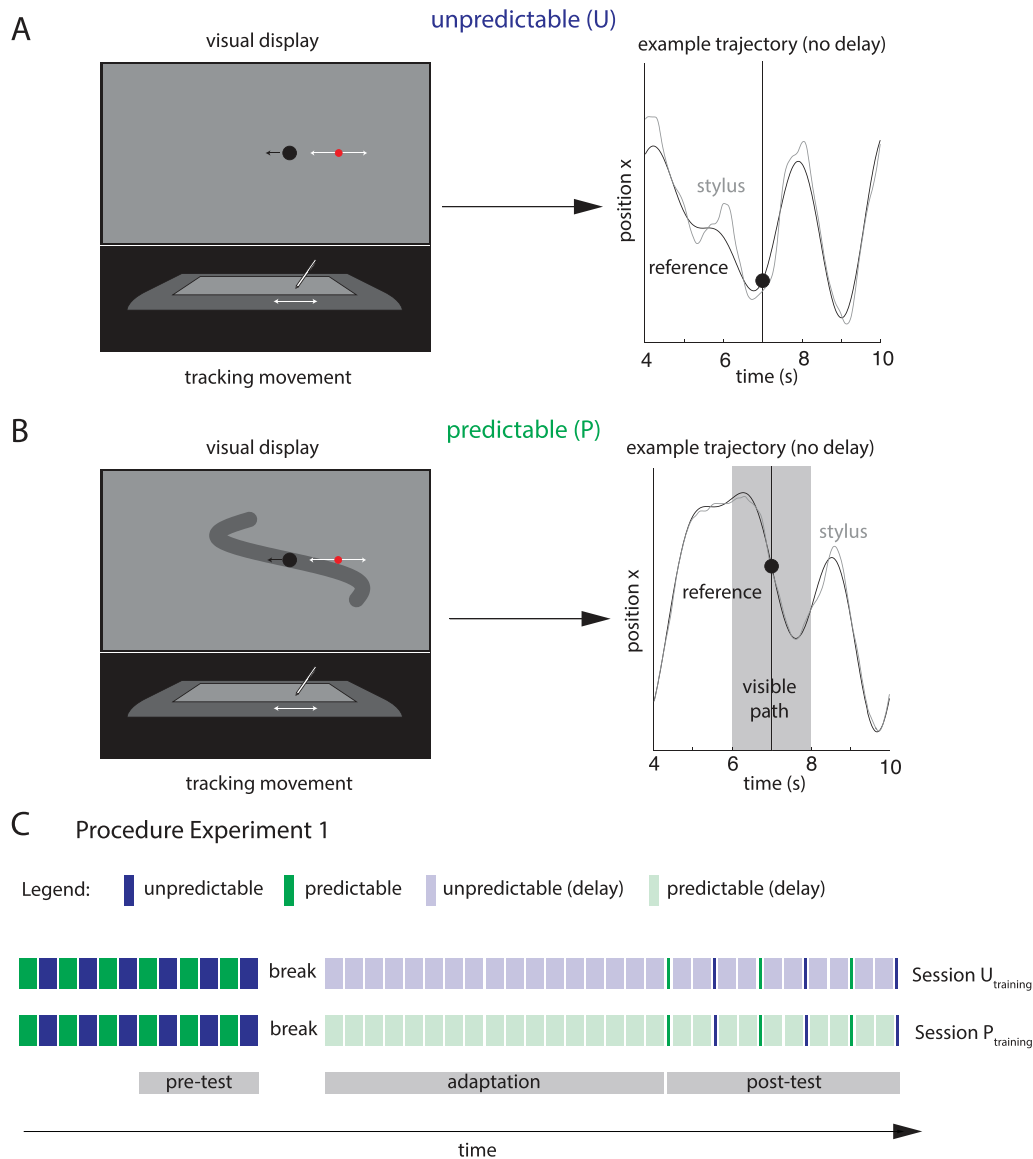 A
unpredictable (U)
visual display
example trajectory (no delay)
position x
stylus
reference
4 6 8 10
time (s)
tracking movement
B
predictable (P)
visual display
example trajectory (no delay)
position x
stylus
reference
visible
path
4 6 8 10
time (s)
tracking movement
C Procedure Experiment 1
Legend: unpredictable predictable unpredictable (delay) predictable (delay)
break Session U training
break Session P training
pre-test adaptation post-test
time